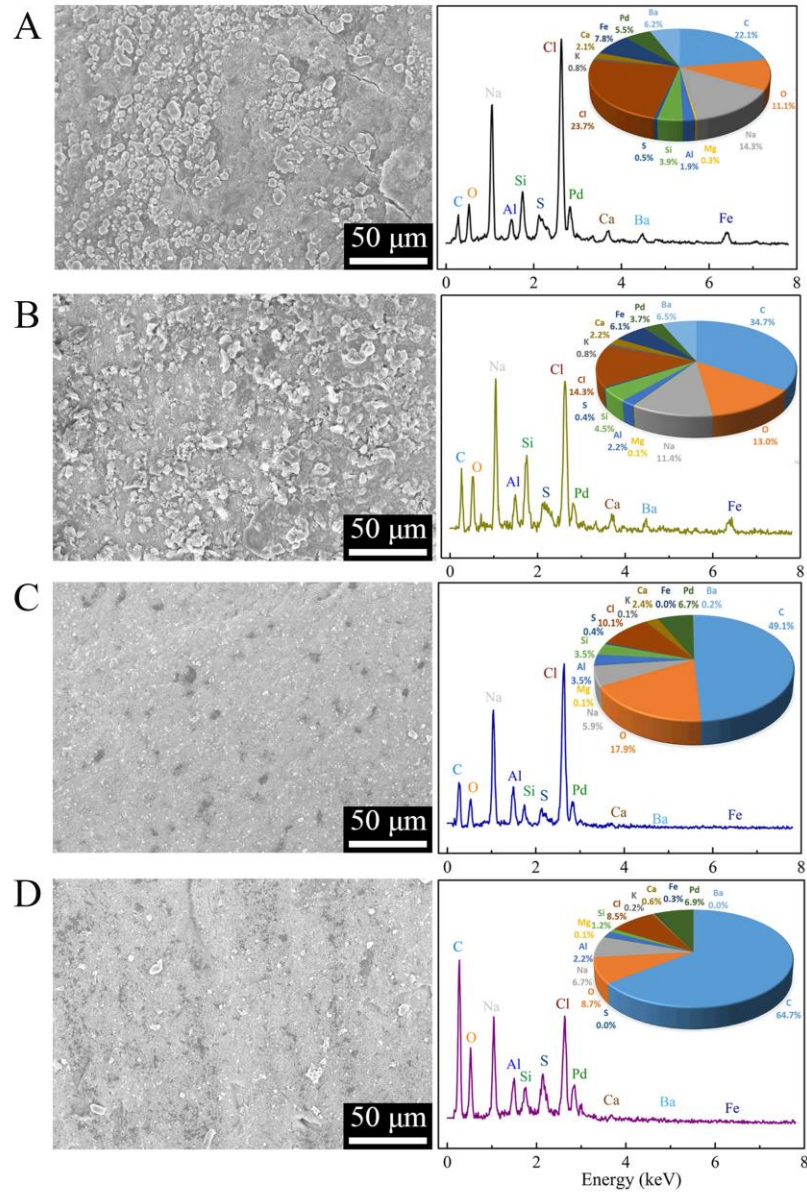 A
50 μm
Cl
Na
C
O
Al
Si
S
Pd
Ca
Ba
Fe
Ba
6.2%
Pd
5.5%
Fe
7.8%
Ca
2.1%
K
0.8%
Cl
23.7%
S
0.5%
Si
3.9%
Al
1.9%
Mg
0.3%
Na
14.3%
O
11.1%
C
22.1%
0 2 4 6 8
B
50 μm
Na
Cl
Si
C
O
Al
S
Pd
Ca
Ba
Fe
Ba
6.5%
Pd
3.7%
Fe
6.1%
Ca
2.2%
K
0.8%
Cl
14.3%
S
0.4%
Si
4.5%
Al
2.2%
Mg
0.1%
Na
11.4%
O
13.0%
C
34.7%
0 2 4 6 8
C
50 μm
Cl
Na
C
O
Al
Si
S
Pd
Ca
Ba
Fe
Ba
0.2%
Pd
6.7%
Fe
0.0%
Ca
2.4%
K
0.1%
Cl
10.1%
S
0.4%
Si
3.5%
Al
3.5%
Mg
0.1%
Na
5.9%
O
17.9%
C
49.1%
0 2 4 6 8
D
50 μm
C
O
Na
Al
Si
S
Cl
Pd
Ca
Ba
Fe
Ba
0.0%
Pd
6.9%
Fe
0.3%
Ca
0.6%
K
0.2%
Cl
8.5%
Si
1.2%
Mg
0.1%
Al
2.2%
Na
6.7%
O
8.7%
S
0.0%
C
64.7%
0 2 4 6 8
Energy (keV)